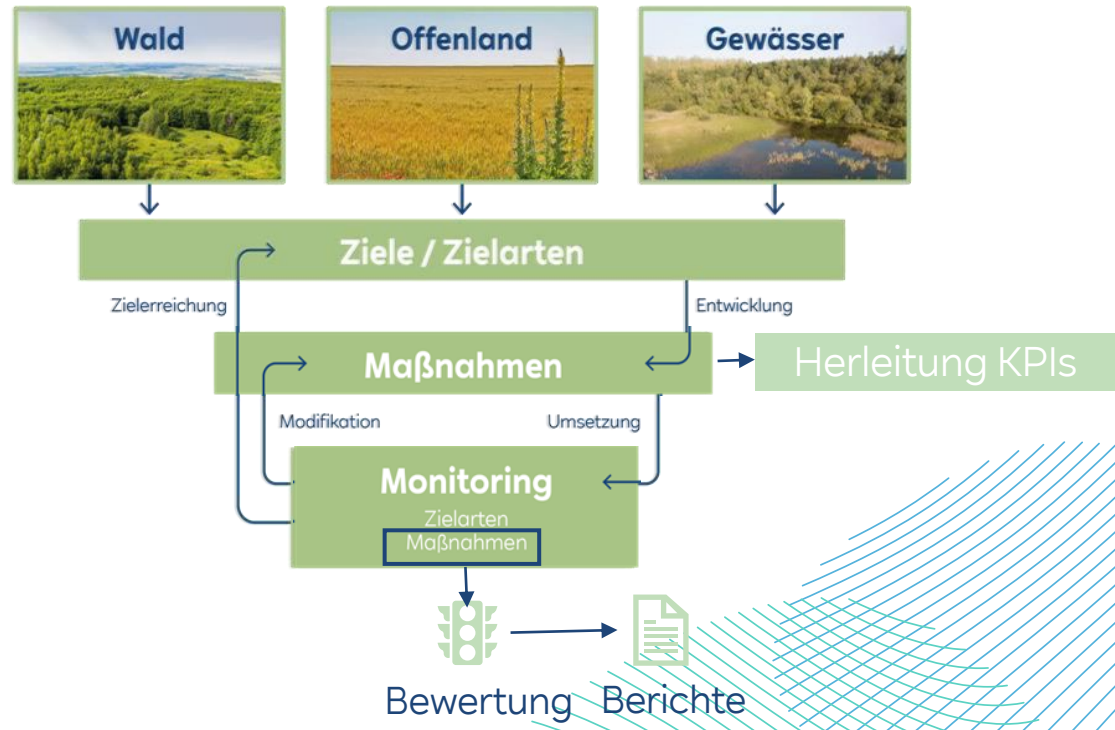 Wald
Offenland
Gewässer
Ziele / Zielarten
Zielerreichung
Entwicklung
Maßnahmen
Herleitung KPIs
Modifikation
Umsetzung
Monitoring
Zielarten
Maßnahmen
Bewertung
Berichte